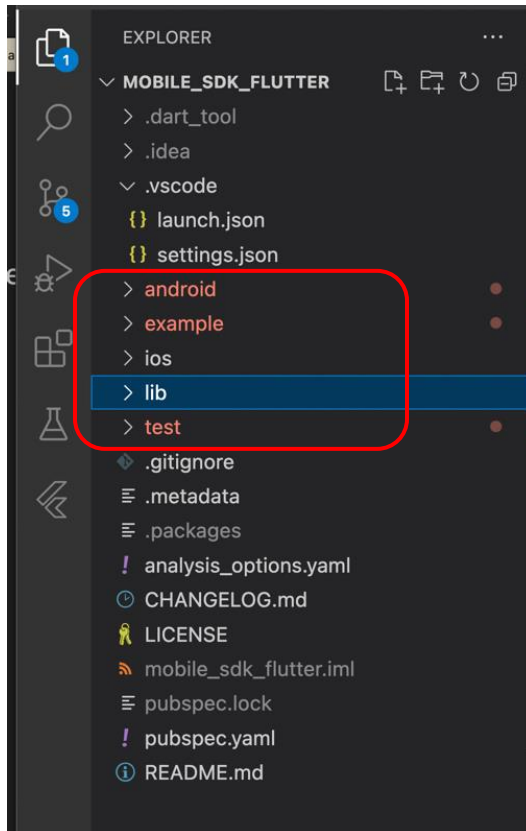 a
1
EXPLORER
MOBILE_SDK_FLUTTER
.dart_tool
.idea
.vscode
{} launch.json
5
{} settings.json
android
example
ios
lib
test
.gitignore
.metadata
.packages
! analysis_options.yaml
CHANGELOG.md
LICENSE
mobile_sdk_flutter.iml
pubspec.lock
! pubspec.yaml
README.md